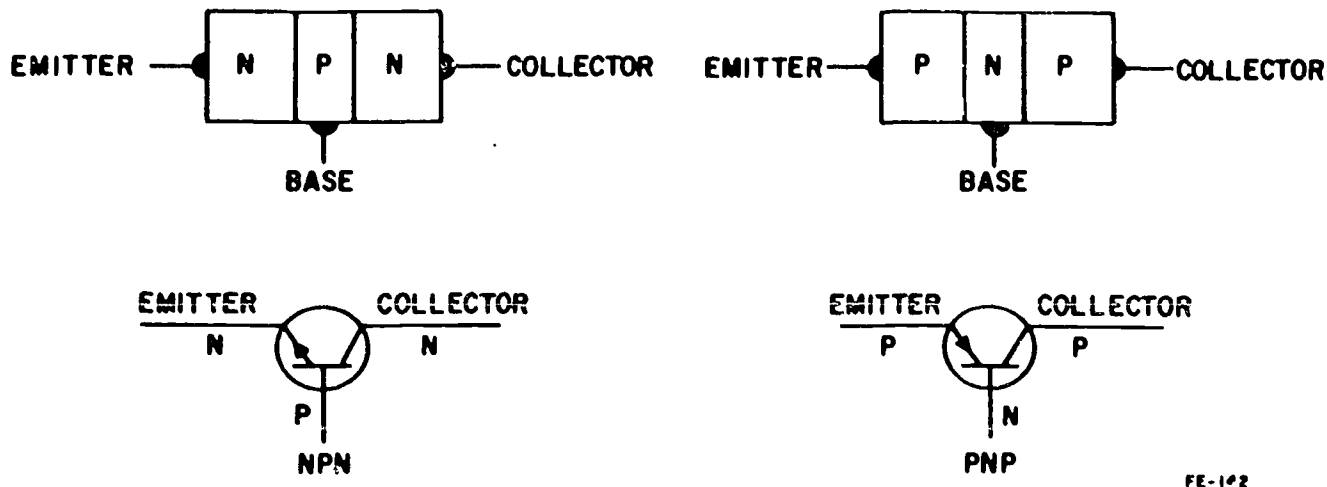 EMITTER N P N COLLECTOR
BASE
EMITTER P N P COLLECTOR
BASE
EMITTER COLLECTOR
N N
P
NPN
EMITTER COLLECTOR
P P
N
PNP